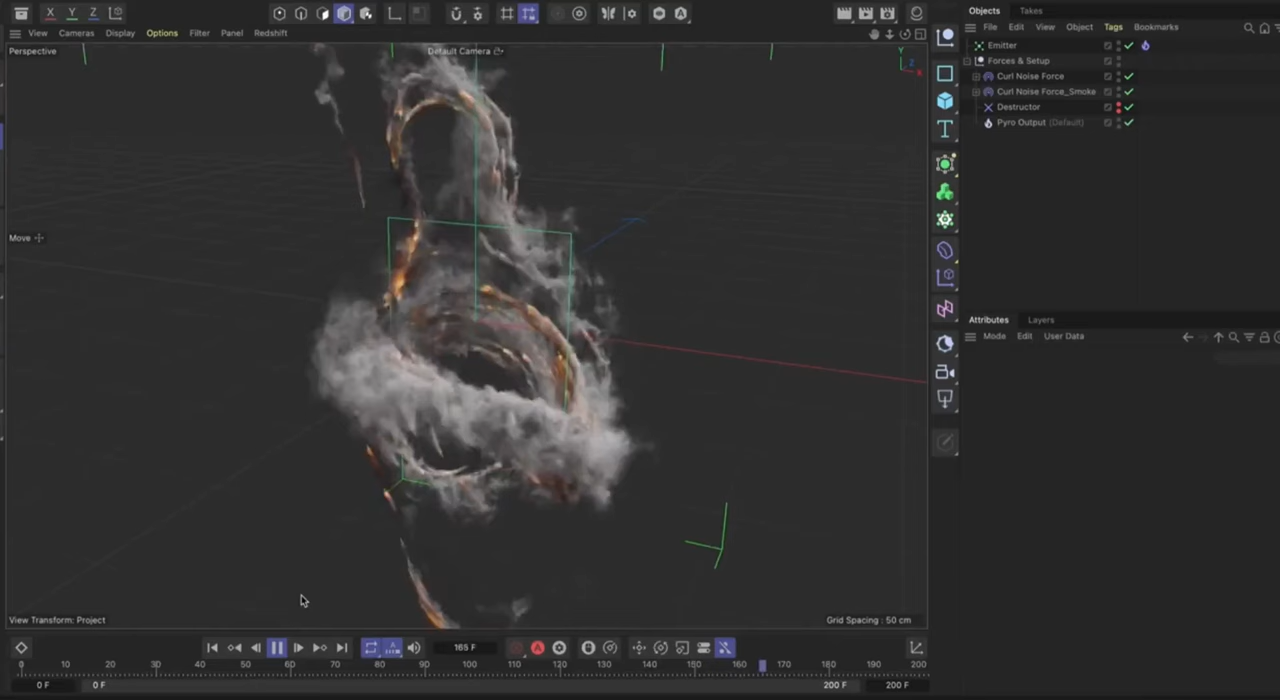 X Y Z
Objects Takes
File Edit View Object Tags Bookmarks
View Cameras Display Options Filter Panel Redshift
Perspective
Default Camera
Y
Z
X
Emitter
Forces & Setup
Curl Noise Force
Curl Noise Force_Smoke
Destructor
Pyro Output (Default)
Move
Attributes Layers
Mode Edit User Data
View Transform: Project
Grid Spacing : 50 cm
165 F
0 10 20 30 40 50 60 70 80 90 100 110 120 130 140 150 160 170 180 190 200
0 F 0 F 200 F 200 F